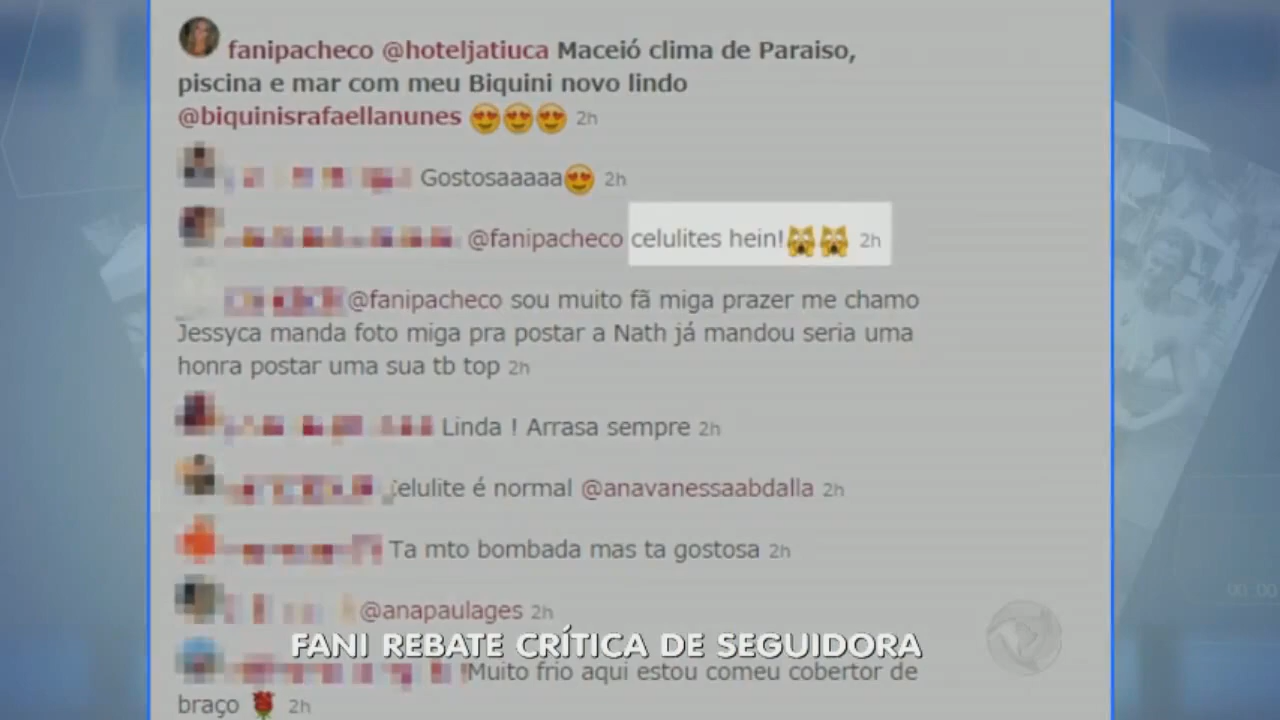 fanipacheco @hoteljatiuca Maceió clima de Paraiso,
piscina e mar com meu Biquini novo lindo
@biquinisrafaellanunes 😍😍😍 2h
Gostosaaaaa😍 2h
@fanipacheco celulites hein!🙀🙀 2h
@fanipacheco sou muito fã miga prazer me chamo
Jessyca manda foto miga pra postar a Nath já mandou seria uma
honra postar uma sua tb top 2h
Linda ! Arrasa sempre 2h
elulite é normal @anavanessaabdalla 2h
Ta mto bombada mas ta gostosa 2h
@anapaulages 2h
FANI REBATE CRÍTICA DE SEGUIDORA
!Muito frio aqui estou comeu cobertor de
braço 🌹 2h